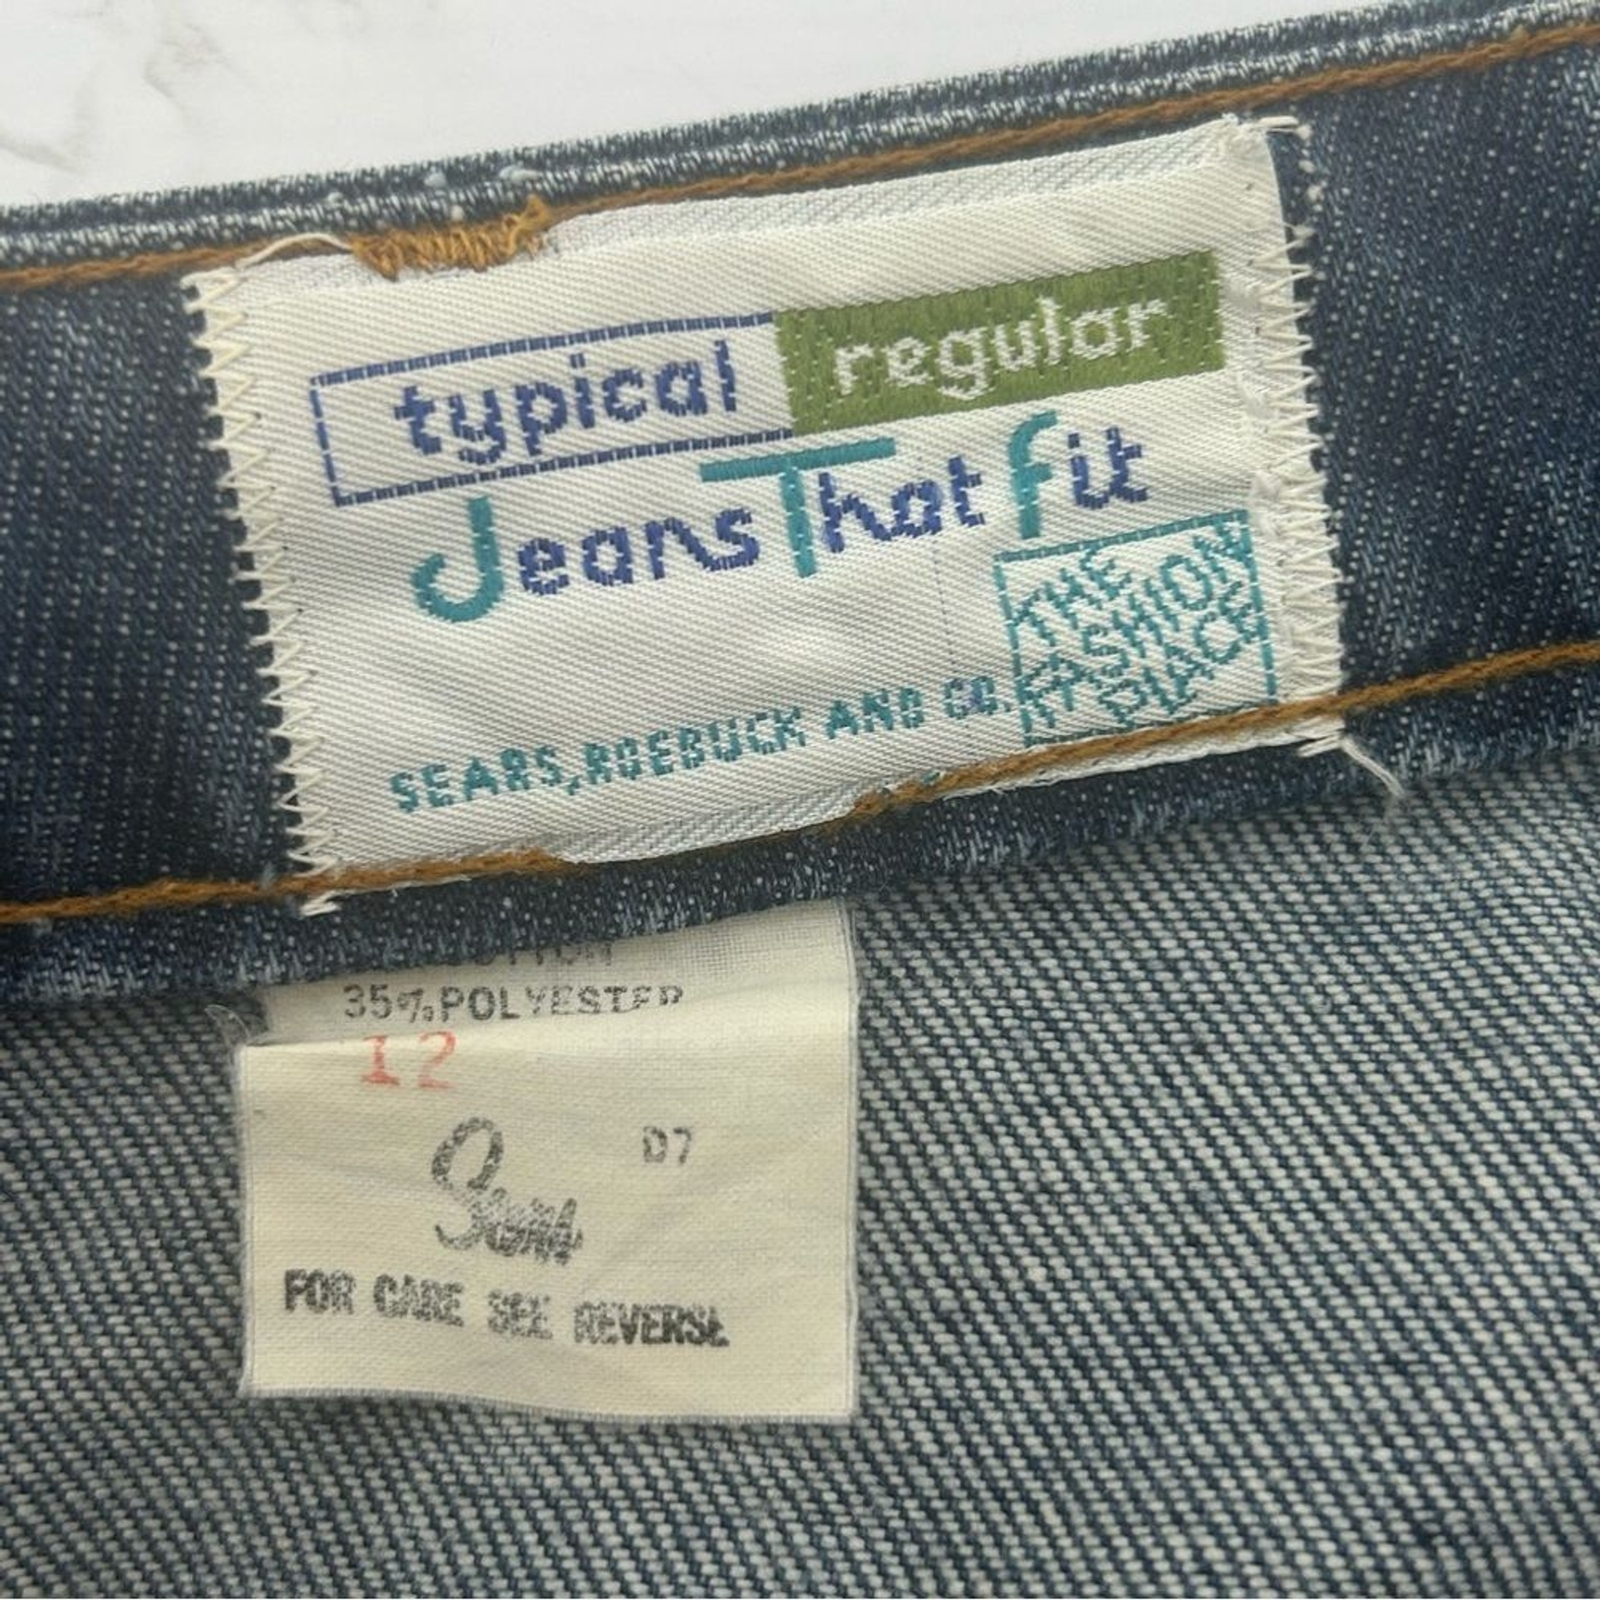 typical regular
Jeans That Fit
THE
FASHION
PLACE
SEARS, ROEBUCK AND CO.
35% POLYESTER
12
Sears D7
FOR CARE SEE REVERSE